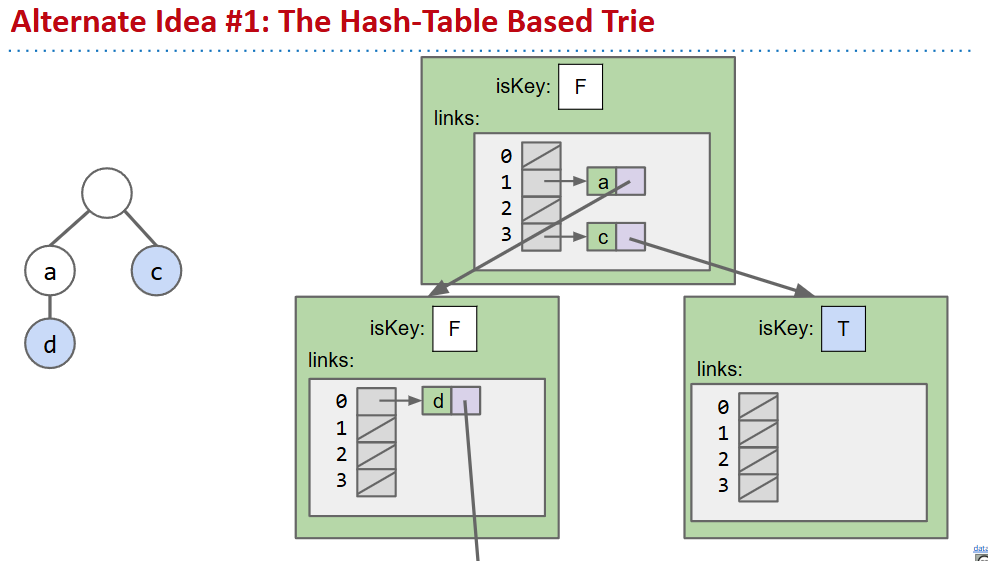 Alternate Idea #1: The Hash-Table Based Trie
isKey: F
links:
0
1 a
2
3 c
a c
d
isKey: F
links:
0 d
1
2
3
isKey: T
links:
0
1
2
3
data